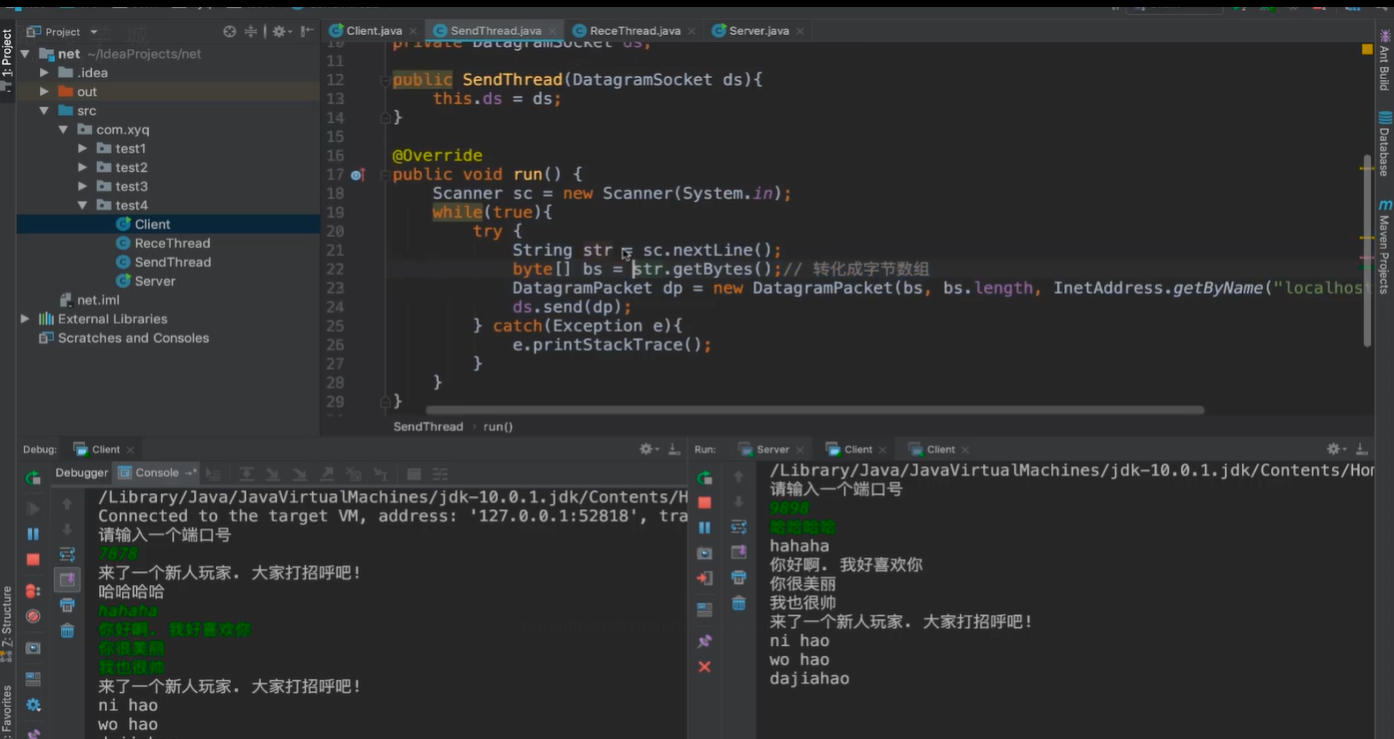 Project
Client.java
SendThread.java
ReceThread.java
Server.java
1: Project
Ant Build
Database
Maven Projects
7: Structure
Favorites
net ~/IdeaProjects/net
.idea
out
src
com.xyq
test1
test2
test3
test4
Client
ReceThread
SendThread
Server
net.iml
External Libraries
Scratches and Consoles
10 private DatagramSocket ds;
11
12 public SendThread(DatagramSocket ds){
13 this.ds = ds;
14 }
15
16 @Override
17 public void run() {
18 Scanner sc = new Scanner(System.in);
19 while(true){
20 try {
21 String str = sc.nextLine();
22 byte[] bs = str.getBytes();// 转化成字节数组
23 DatagramPacket dp = new DatagramPacket(bs, bs.length, InetAddress.getByName("localhos
24 ds.send(dp);
25 } catch(Exception e){
26 e.printStackTrace();
27 }
28 }
29 }
SendThread run()
Debug: Client
Debugger Console
/Library/Java/JavaVirtualMachines/jdk-10.0.1.jdk/Contents/H
Connected to the target VM, address: '127.0.0.1:52818', tra
请输入一个端口号
7878
来了一个新人玩家. 大家打招呼吧!
哈哈哈哈
hahaha
你好啊. 我好喜欢你
你很美丽
我也很帅
来了一个新人玩家. 大家打招呼吧!
ni hao
wo hao
Run: Server Client Client
/Library/Java/JavaVirtualMachines/jdk-10.0.1.jdk/Contents/Hor
请输入一个端口号
9898
哈哈哈哈
hahaha
你好啊. 我好喜欢你
你很美丽
我也很帅
来了一个新人玩家. 大家打招呼吧!
ni hao
wo hao
dajiahao